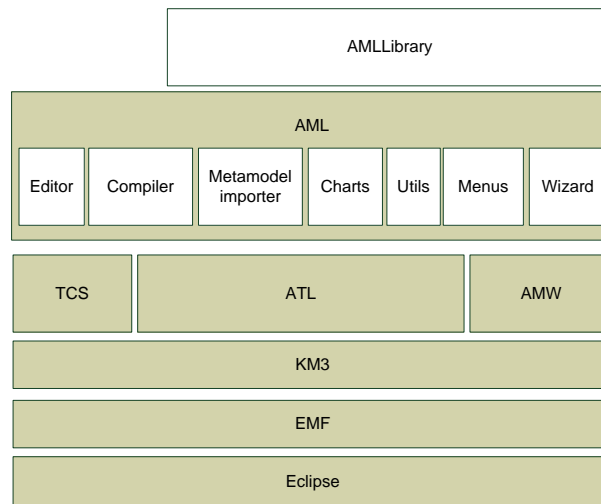 AMLLibrary
AML
Editor
Compiler
Metamodel
importer
Charts
Utils
Menus
Wizard
TCS
ATL
AMW
KM3
EMF
Eclipse